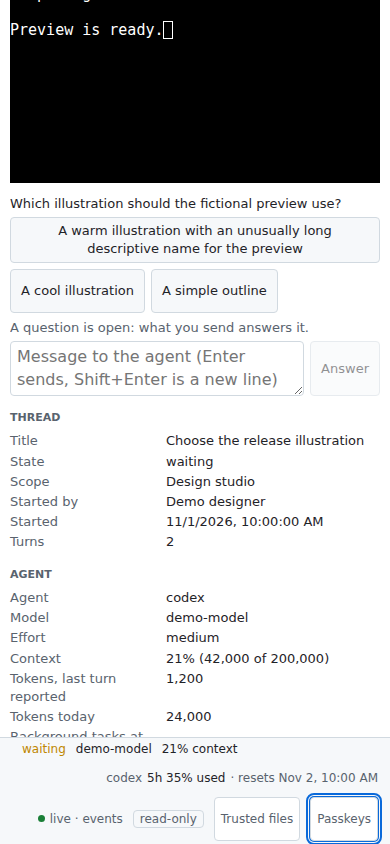 Preview is ready.
Which illustration should the fictional preview use?
A warm illustration with an unusually long
descriptive name for the preview
A cool illustration
A simple outline
A question is open: what you send answers it.
Message to the agent (Enter
sends, Shift+Enter is a new line)
Answer
THREAD
Title Choose the release illustration
State waiting
Scope Design studio
Started by Demo designer
Started 11/1/2026, 10:00:00 AM
Turns 2
AGENT
Agent codex
Model demo-model
Effort medium
Context 21% (42,000 of 200,000)
Tokens, last turn 1,200
reported
Tokens today 24,000
Background tasks at
waiting demo-model 21% context
codex 5h 35% used · resets Nov 2, 10:00 AM
live · events read-only Trusted files Passkeys